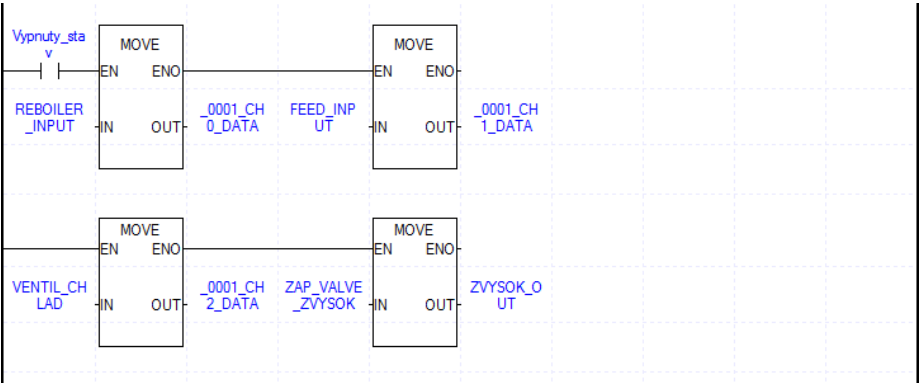 Vypnuty_sta
v
MOVE
MOVE
EN ENO
EN ENO
REBOILER
_INPUT
IN OUT
_0001_CH
0_DATA
FEED_INP
UT
IN OUT
_0001_CH
1_DATA
MOVE
MOVE
EN ENO
EN ENO
VENTIL_CH
LAD
IN OUT
_0001_CH
2_DATA
ZAP_VALVE
_ZVYSOK
IN OUT
ZVYSOK_O
UT